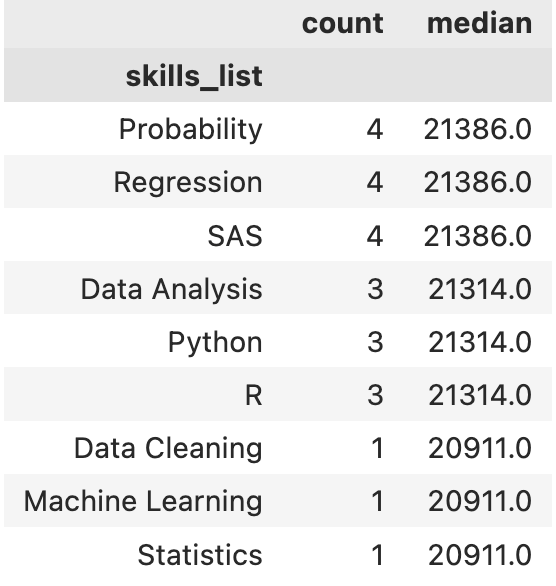 count median
skills_list
Probability 4 21386.0
Regression 4 21386.0
SAS 4 21386.0
Data Analysis 3 21314.0
Python 3 21314.0
R 3 21314.0
Data Cleaning 1 20911.0
Machine Learning 1 20911.0
Statistics 1 20911.0